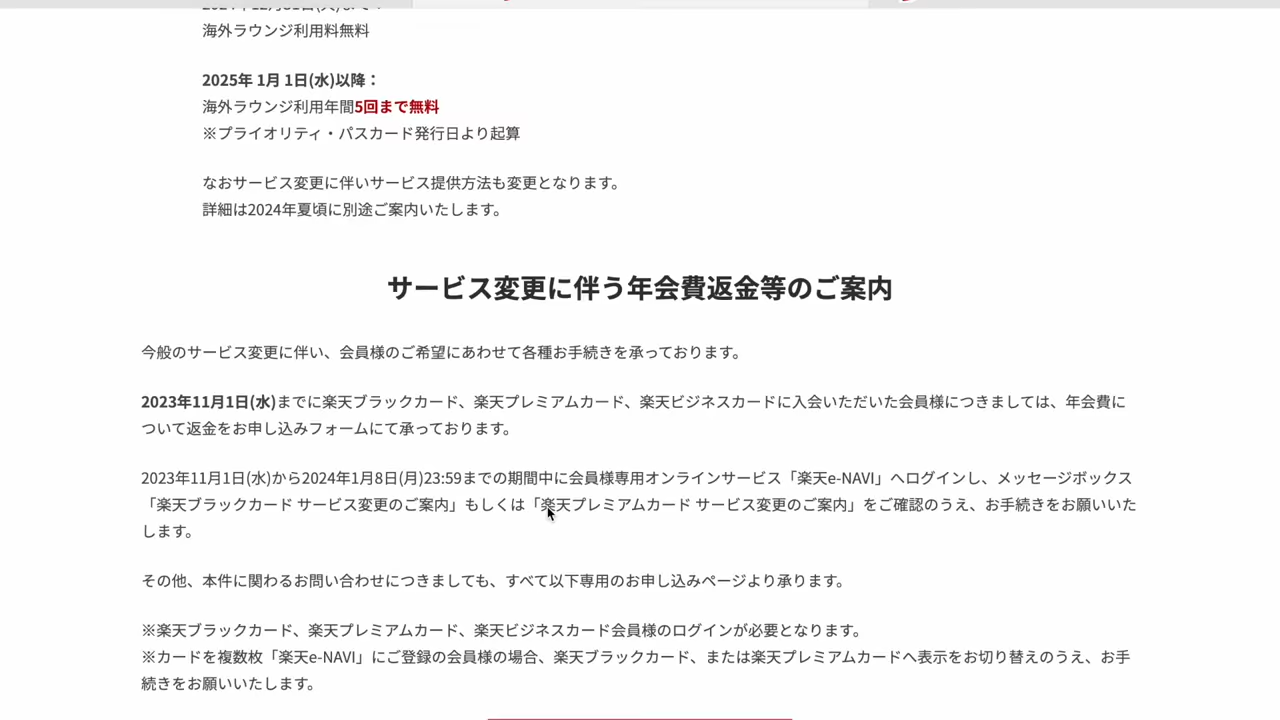 海外ラウンジ利用料無料
2025年 1月 1日(水)以降：
海外ラウンジ利用年間5回まで無料
※プライオリティ・パスカード発行日より起算
なおサービス変更に伴いサービス提供方法も変更となります。
詳細は2024年夏頃に別途ご案内いたします。
サービス変更に伴う年会費返金等のご案内
今般のサービス変更に伴い、会員様のご希望にあわせて各種お手続きを承っております。
2023年11月1日(水)までに楽天ブラックカード、楽天プレミアムカード、楽天ビジネスカードに入会いただいた会員様につきましては、年会費に
ついて返金をお申し込みフォームにて承っております。
2023年11月1日(水)から2024年1月8日(月)23:59までの期間中に会員様専用オンラインサービス「楽天e-NAVI」へログインし、メッセージボックス
「楽天ブラックカード サービス変更のご案内」もしくは「楽天プレミアムカード サービス変更のご案内」をご確認のうえ、お手続きをお願いいた
します。
その他、本件に関わるお問い合わせにつきましても、すべて以下専用のお申し込みページより承ります。
※楽天ブラックカード、楽天プレミアムカード、楽天ビジネスカード会員様のログインが必要となります。
※カードを複数枚「楽天e-NAVI」にご登録の会員様の場合、楽天ブラックカード、または楽天プレミアムカードへ表示をお切り替えのうえ、お手
続きをお願いいたします。